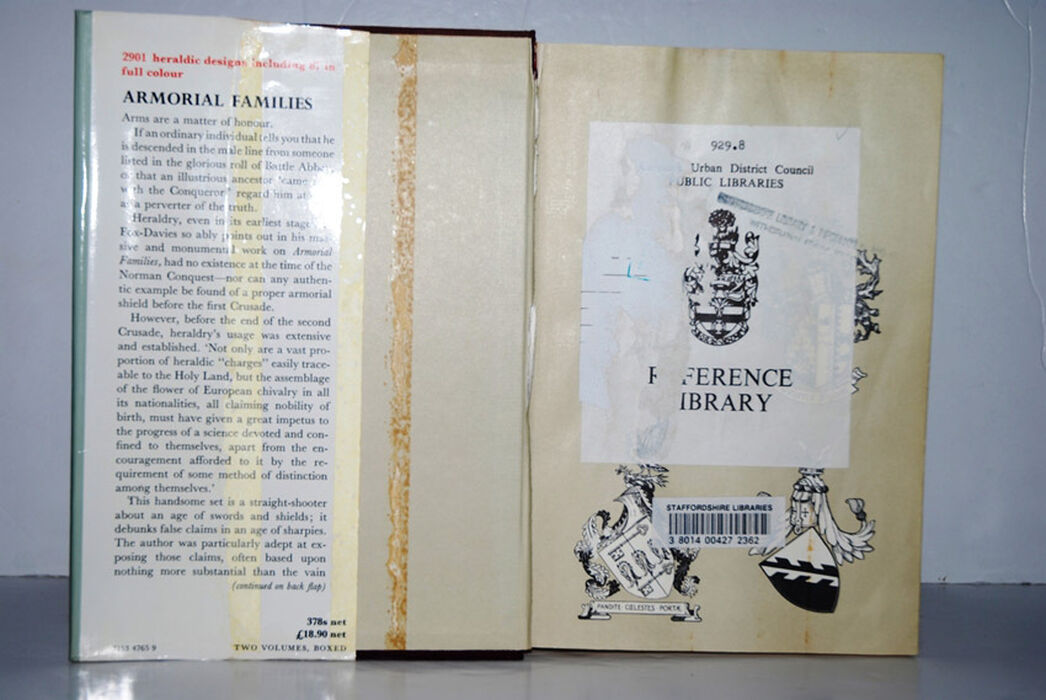 2901 heraldic designs including 8. in
full colour
ARMORIAL FAMILIES
Arms are a matter of honour.
If an ordinary individual tells you that he
is descended in the male line from someone
listed in the glorious roll of Battle Abbey
or that an illustrious ancestor 'came
with the Conqueror' regard him at
as a perverter of the truth.
Heraldry, even in its earliest stage
Fox-Davies so ably points out in his mas-
sive and monumental work on Armorial
Families, had no existence at the time of the
Norman Conquest—nor can any authen-
tic example be found of a proper armorial
shield before the first Crusade.
However, before the end of the second
Crusade, heraldry's usage was extensive
and established. 'Not only are a vast pro-
portion of heraldic "charges" easily trace-
able to the Holy Land, but the assemblage
of the flower of European chivalry in all
its nationalities, all claiming nobility of
birth, must have given a great impetus to
the progress of a science devoted and con-
fined to themselves, apart from the en-
couragement afforded to it by the re-
quirement of some method of distinction
among themselves.'
This handsome set is a straight-shooter
about an age of swords and shields; it
debunks false claims in an age of sharpies.
The author was particularly adept at ex-
posing those claims, often based upon
nothing more substantial than the vain
(continued on back flap)
378s net
£18.90 net
TWO VOLUMES, BOXED
929.8
Urban District Council
PUBLIC LIBRARIES
REFERENCE
LIBRARY
STAFFORDSHIRE LIBRARIES
3 8014 00427 2362
PANDITE CŒLESTES PORTÆ